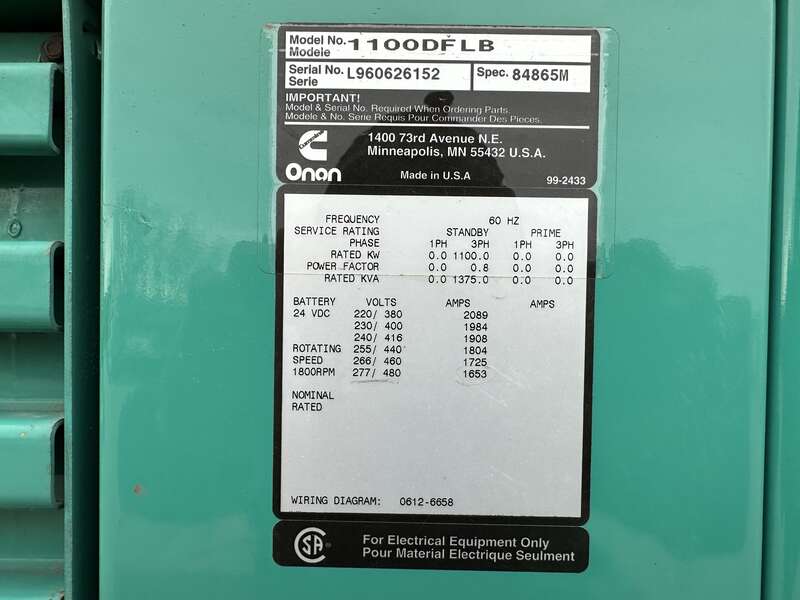 Model No. 1100DFLB
Modele
Serial No. L960626152 Spec. 84865M
Serie
IMPORTANT!
Model & Serial No. Required When Ordering Parts.
Modele & No. Serie Requis Pour Commander Des Pieces.
Cummins
Onan
1400 73rd Avenue N.E.
Minneapolis, MN 55432 U.S.A.
Made in U.S.A
99-2433
FREQUENCY 60 HZ
SERVICE RATING STANDBY PRIME
PHASE 1PH 3PH 1PH 3PH
RATED KW 0.0 1100.0 0.0 0.0
POWER FACTOR 0.0 0.8 0.0 0.0
RATED KVA 0.0 1375.0 0.0 0.0
BATTERY VOLTS AMPS AMPS
24 VDC 220/ 380 2089
230/ 400 1984
240/ 416 1908
ROTATING 255/ 440 1804
SPEED 266/ 460 1725
1800RPM 277/ 480 1653
NOMINAL
RATED
WIRING DIAGRAM: 0612-6658
CSA
For Electrical Equipment Only
Pour Material Electrique Seulment